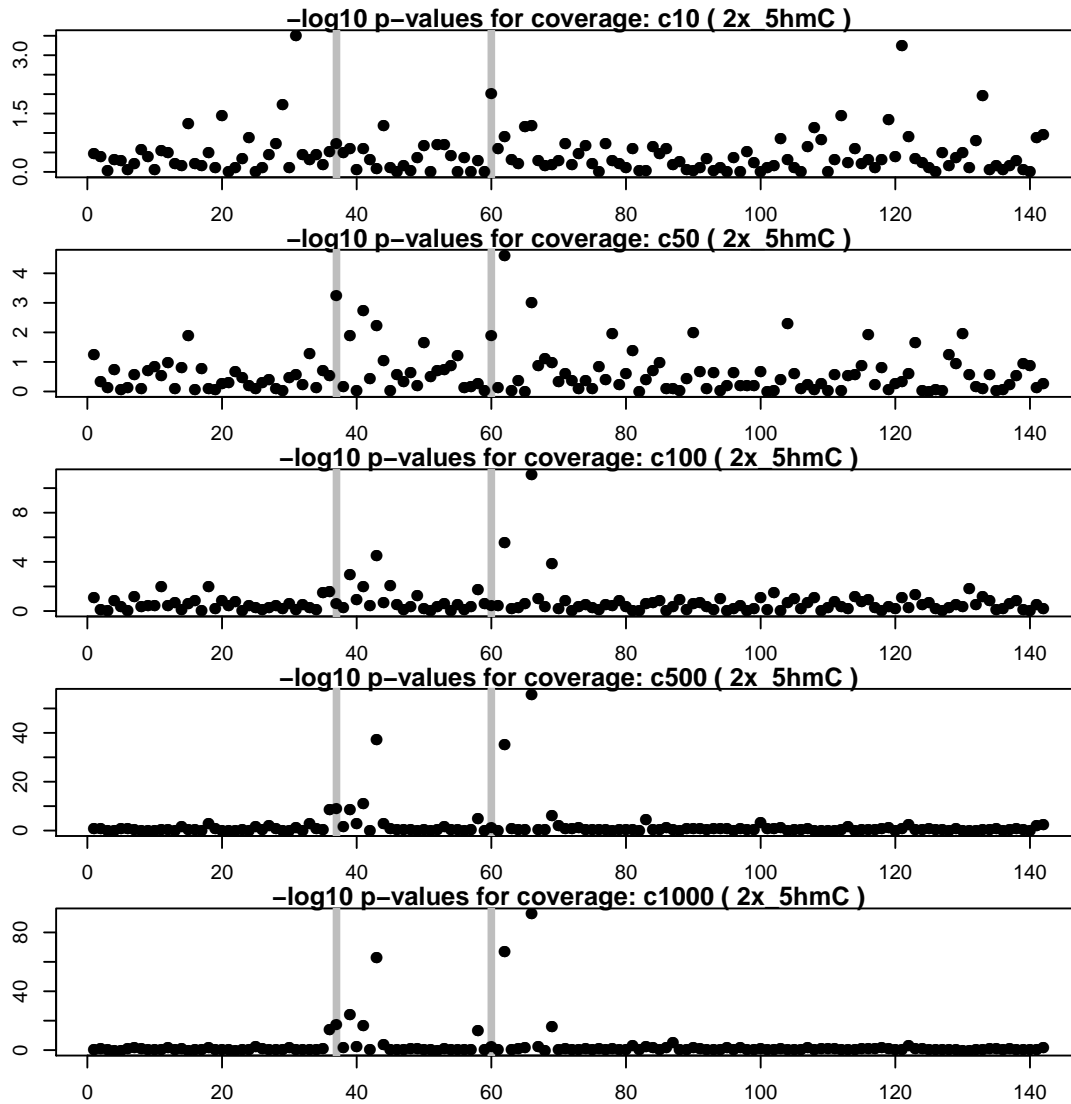 −log10 p−values for coverage: c10 ( 2x_5hmC )
0.0 1.5 3.0
0 20 40 60 80 100 120 140
−log10 p−values for coverage: c50 ( 2x_5hmC )
0 1 2 3 4
0 20 40 60 80 100 120 140
−log10 p−values for coverage: c100 ( 2x_5hmC )
0 4 8
0 20 40 60 80 100 120 140
−log10 p−values for coverage: c500 ( 2x_5hmC )
0 20 40
0 20 40 60 80 100 120 140
−log10 p−values for coverage: c1000 ( 2x_5hmC )
0 40 80
0 20 40 60 80 100 120 140